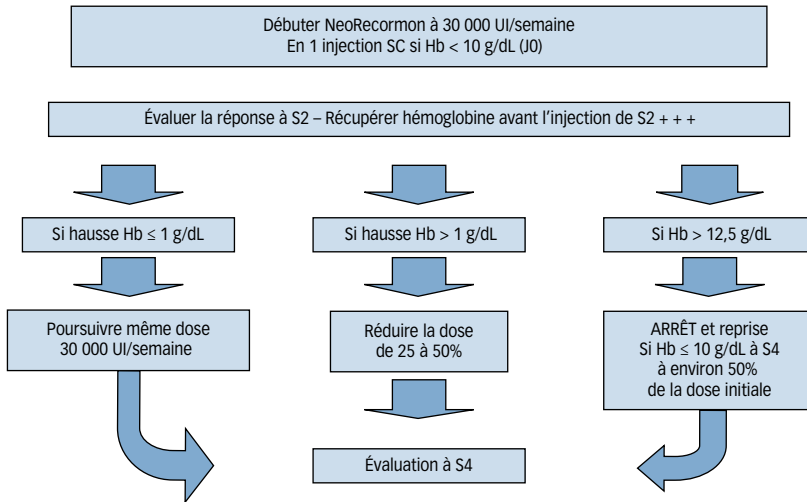 Débuter NeoRecormon à 30 000 UI/semaine
En 1 injection SC si Hb < 10 g/dL (J0)
Évaluer la réponse à S2 – Récupérer hémoglobine avant l'injection de S2 + + +
Si hausse Hb ≤ 1 g/dL
Si hausse Hb > 1 g/dL
Si Hb > 12,5 g/dL
Poursuivre même dose
30 000 UI/semaine
Réduire la dose
de 25 à 50%
ARRÊT et reprise
Si Hb ≤ 10 g/dL à S4
à environ 50%
de la dose initiale
Évaluation à S4